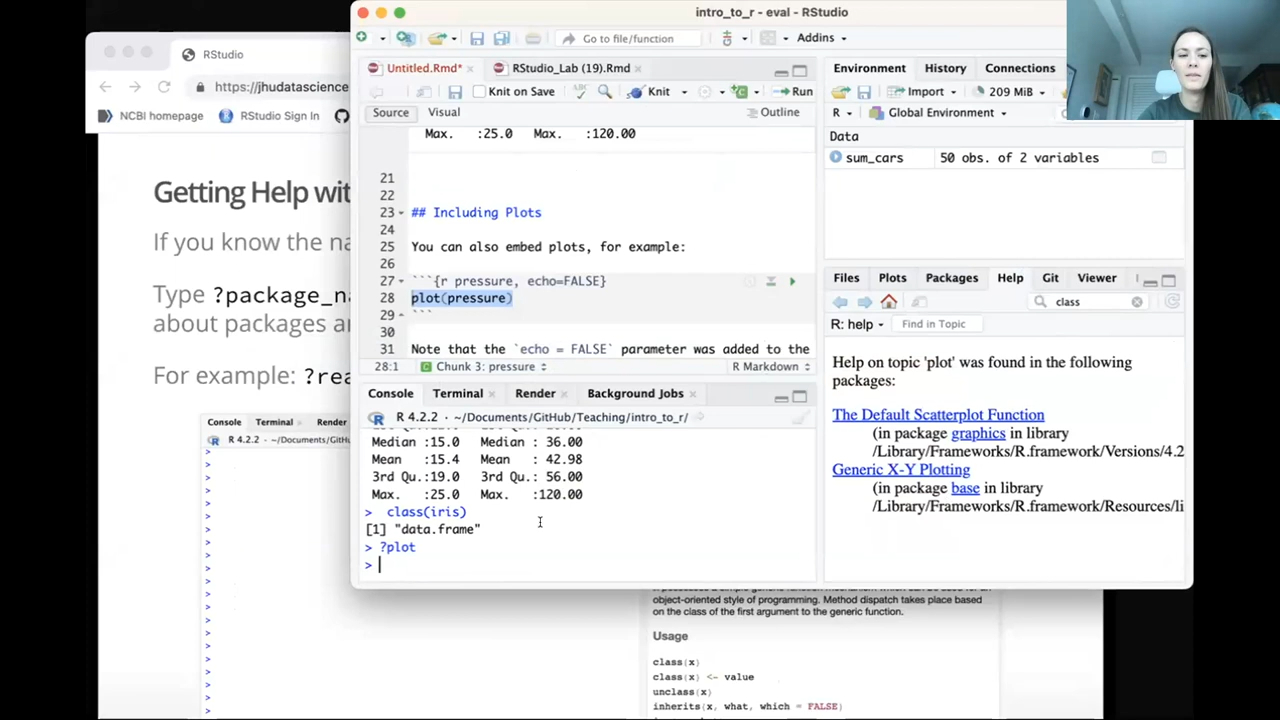 intro_to_r - eval - RStudio
RStudio
https://jhudatascience
NCBI homepage
RStudio Sign In
Getting Help
If you know the
Type ?package_
about packages
For example:
Console Terminal Render
R 4.2.2 · ~/Documents/GitHub
Go to file/function
Addins
Untitled.Rmd*
RStudio_Lab (19).Rmd
Knit on Save
Knit
Run
Source
Visual
Outline
Max. :25.0 Max. :120.00
21
22
23 ## Including Plots
24
25 You can also embed plots, for example:
26
27 ```{r pressure, echo=FALSE}
28 plot(pressure)
29 ```
30
31 Note that the `echo = FALSE` parameter was added to the
28:1 Chunk 3: pressure R Markdown
Console Terminal Render Background Jobs
R 4.2.2 · ~/Documents/GitHub/Teaching/intro_to_r/
Median :15.0 Median : 36.00
Mean :15.4 Mean : 42.98
3rd Qu.:19.0 3rd Qu.: 56.00
Max. :25.0 Max. :120.00
> class(iris)
[1] "data.frame"
> ?plot
>
Environment History Connections
Import
209 MiB
R
Global Environment
Data
sum_cars 50 obs. of 2 variables
Files Plots Packages Help Git Viewer
class
R: help Find in Topic
Help on topic 'plot' was found in the following
packages:
The Default Scatterplot Function
(in package graphics in library
/Library/Frameworks/R.framework/Versions/4.2
Generic X-Y Plotting
(in package base in library
/Library/Frameworks/R.framework/Resources/li
object-oriented style of programming. Method dispatch takes place based
on the class of the first argument to the generic function.
Usage
class(x)
class(x) <- value
unclass(x)
inherits(x, what, which = FALSE)